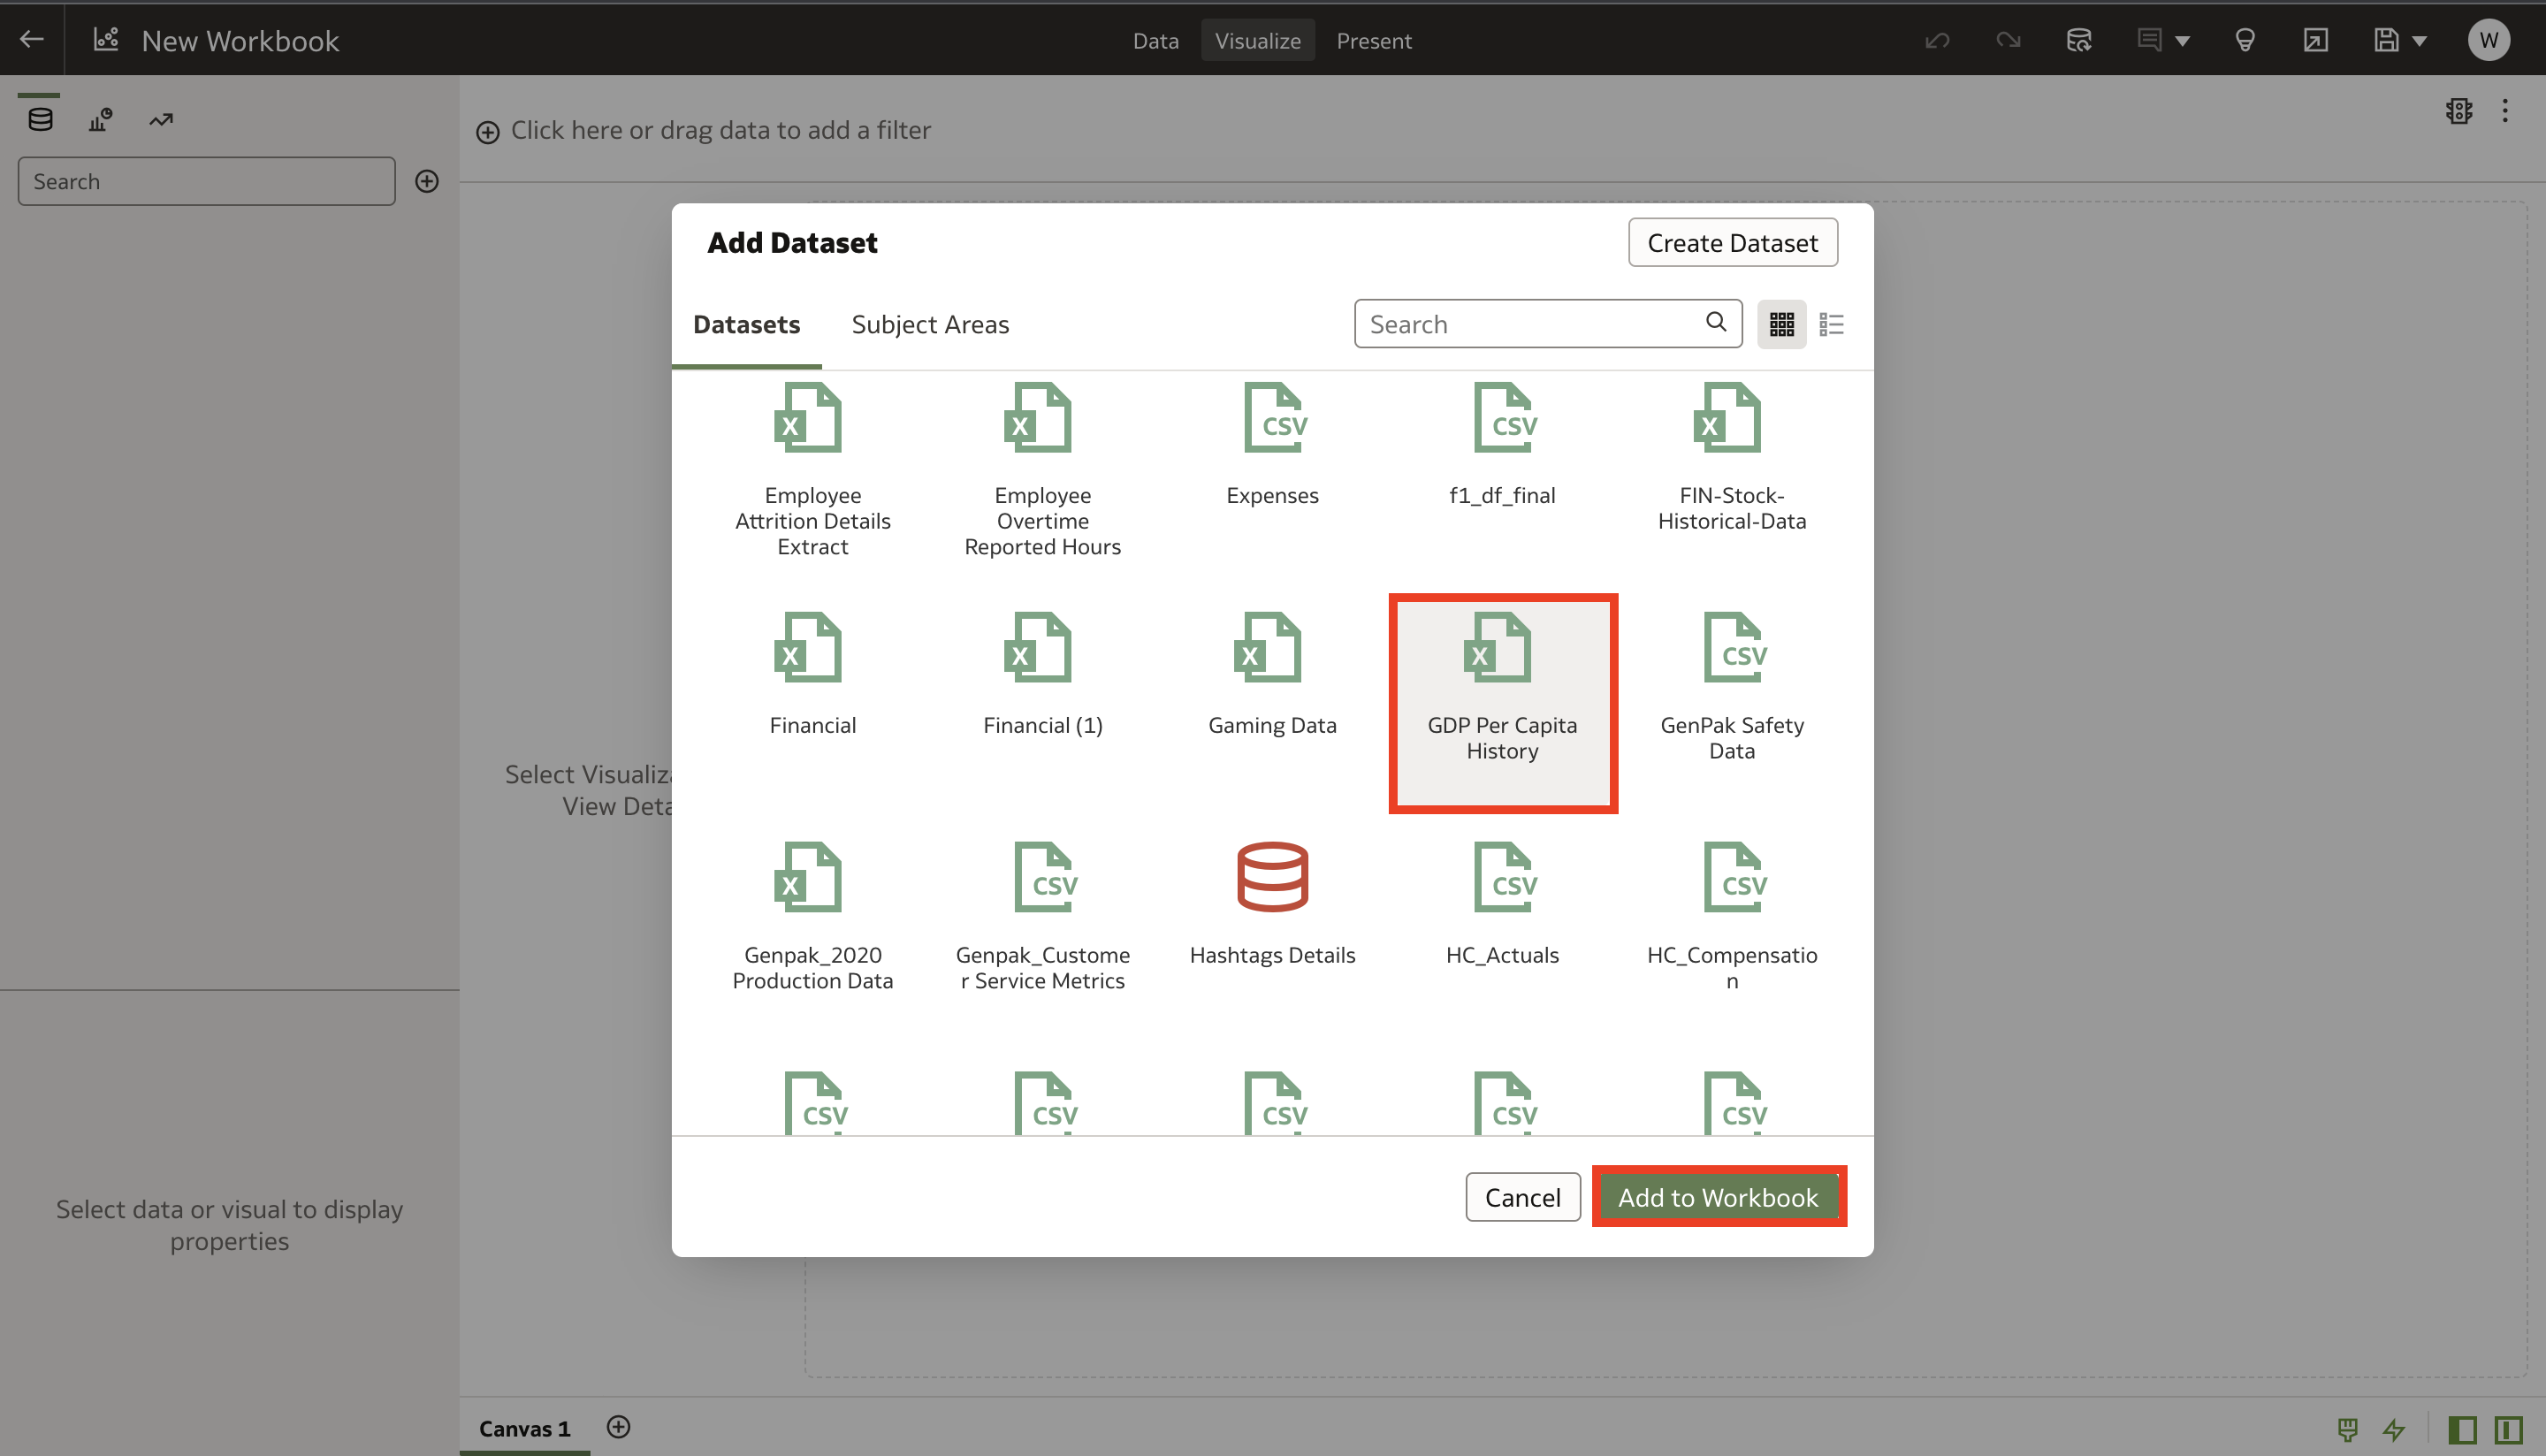 New Workbook
Data
Visualize
Present
W
Search
Click here or drag data to add a filter
Select Visualiza
View Deta
Select data or visual to display
properties
Add Dataset
Create Dataset
Datasets
Subject Areas
Search
X
X
CSV
CSV
X
Employee
Attrition Details
Extract
Employee
Overtime
Reported Hours
Expenses
f1_df_final
FIN-Stock-
Historical-Data
X
X
X
X
CSV
Financial
Financial (1)
Gaming Data
GDP Per Capita
History
GenPak Safety
Data
X
CSV
CSV
CSV
Genpak_2020
Production Data
Genpak_Custome
r Service Metrics
Hashtags Details
HC_Actuals
HC_Compensatio
n
CSV
CSV
CSV
CSV
CSV
Cancel
Add to Workbook
Canvas 1